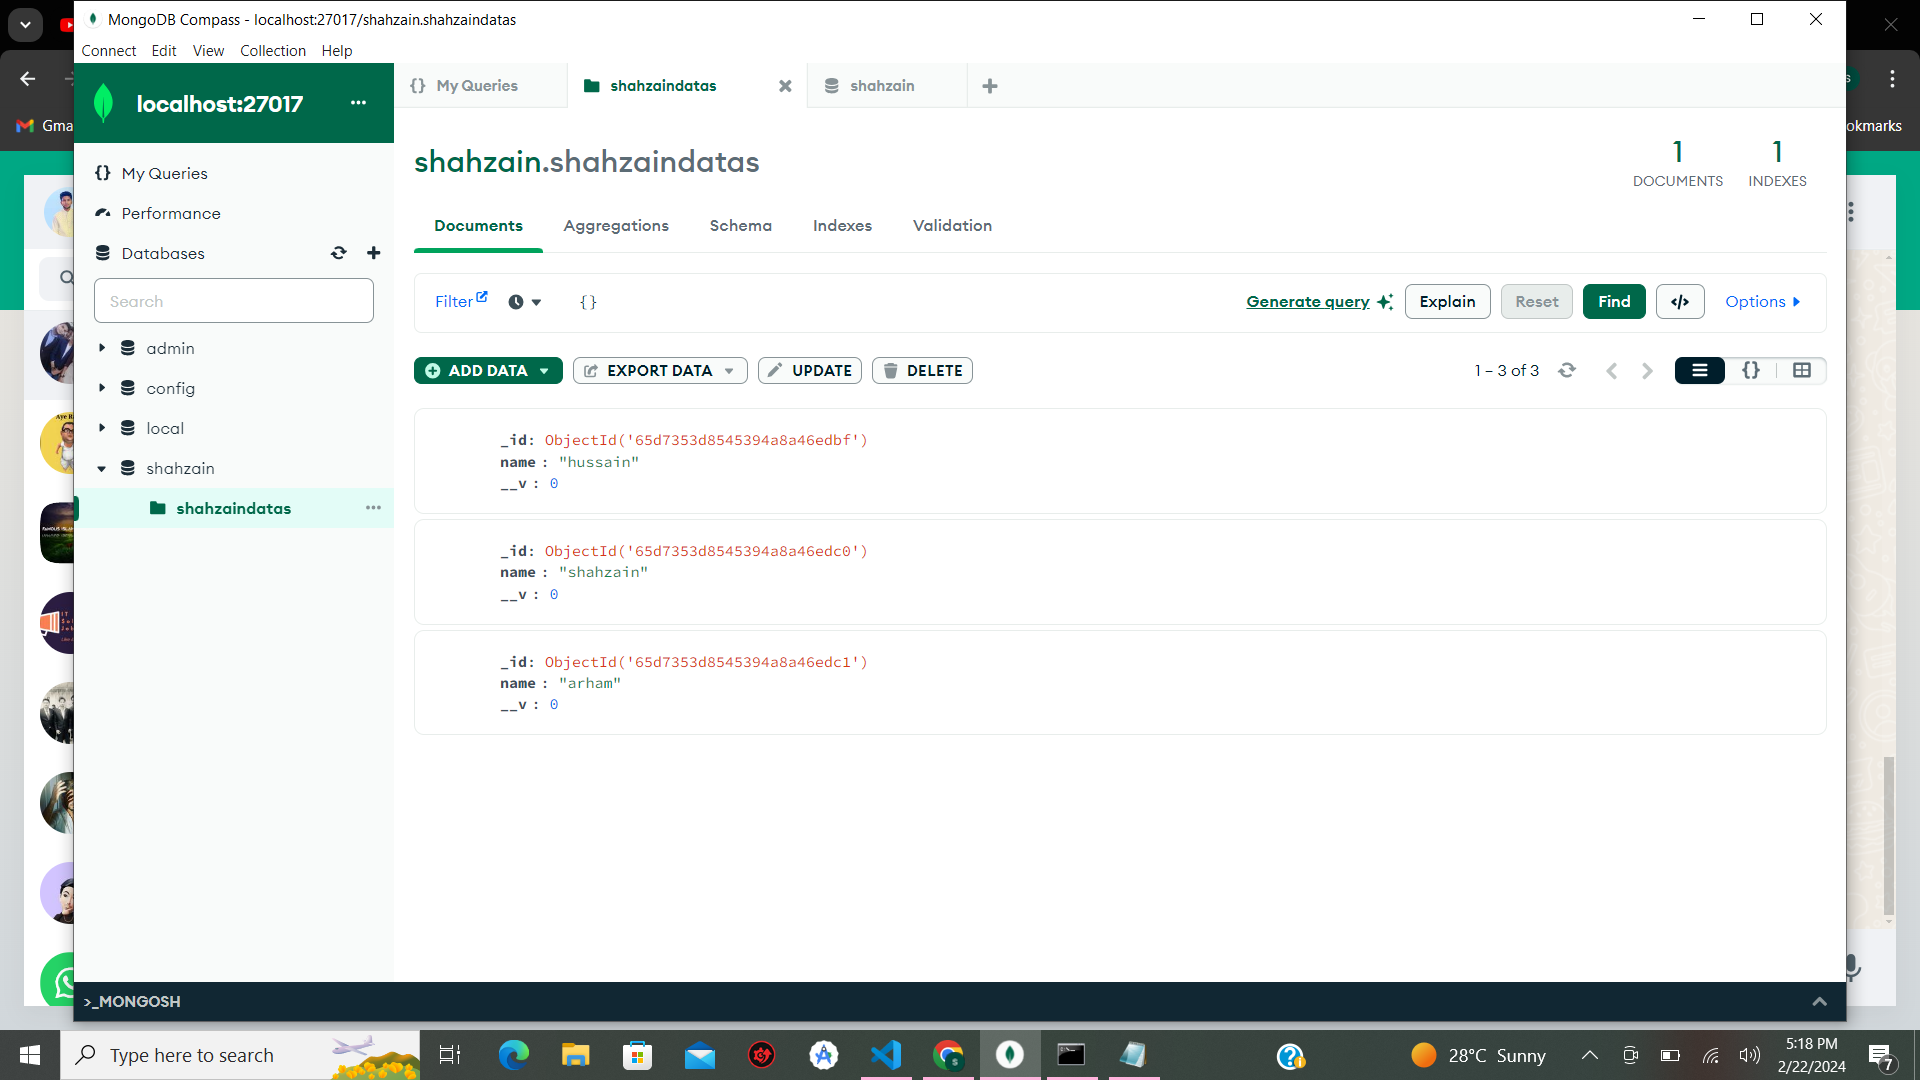 MongoDB Compass - localhost:27017/shahzain.shahzaindatas
Connect Edit View Collection Help
localhost:27017
{} My Queries
shahzaindatas
shahzain
Gma
okmarks
My Queries
Performance
Databases
Search
admin
config
local
shahzain
shahzaindatas
shahzain.shahzaindatas
1
DOCUMENTS
1
INDEXES
Documents Aggregations Schema Indexes Validation
Filter {} Generate query Explain Reset Find </> Options
ADD DATA EXPORT DATA UPDATE DELETE 1 – 3 of 3 {}
_id: ObjectId('65d7353d8545394a8a46edbf')
name : "hussain"
__v : 0
_id: ObjectId('65d7353d8545394a8a46edc0')
name : "shahzain"
__v : 0
_id: ObjectId('65d7353d8545394a8a46edc1')
name : "arham"
__v : 0
>_MONGOSH
Type here to search
28°C Sunny
5:18 PM
2/22/2024
7